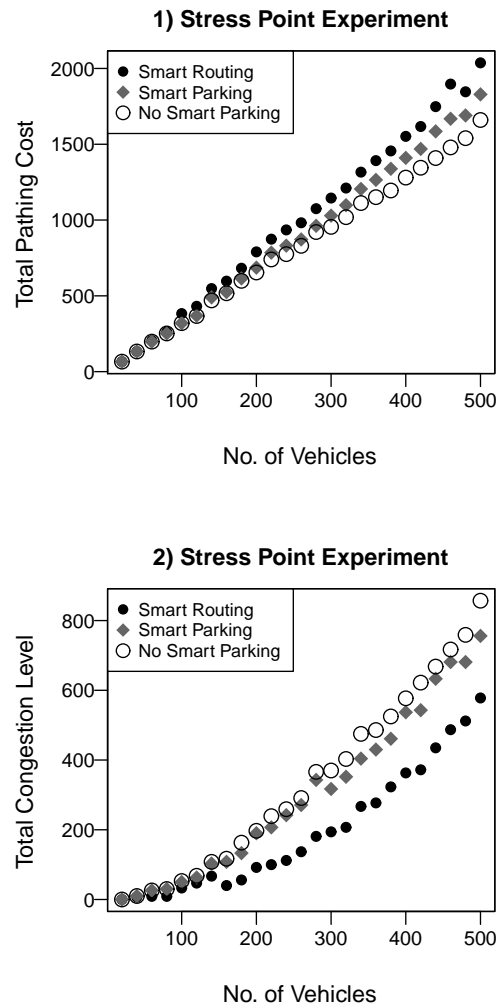 1) Stress Point Experiment
Smart Routing
Smart Parking
No Smart Parking
Total Pathing Cost
2000
1500
1000
500
0
100 200 300 400 500
No. of Vehicles
2) Stress Point Experiment
Smart Routing
Smart Parking
No Smart Parking
Total Congestion Level
800
600
400
200
0
100 200 300 400 500
No. of Vehicles